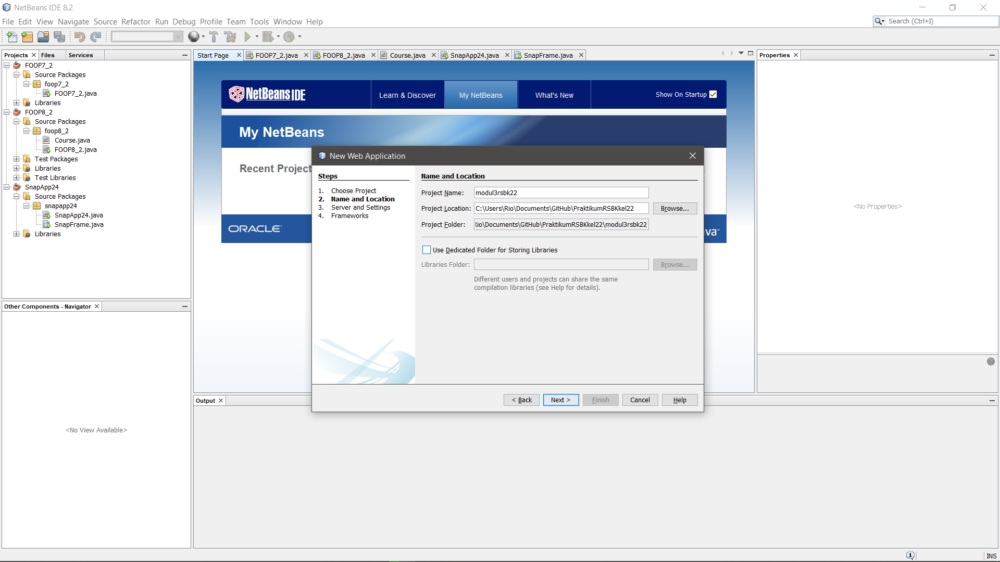 NetBeans IDE 8.2
File Edit View Navigate Source Refactor Run Debug Profile Team Tools Window Help
Search (Ctrl+I)
Projects Files Services
Start Page FOOP7_2.java FOOP8_2.java Course.java SnapApp24.java SnapFrame.java
Properties
FOOP7_2
Source Packages
foop7_2
FOOP7_2.java
Libraries
FOOP8_2
Source Packages
foop8_2
Course.java
FOOP8_2.java
Test Packages
Libraries
Test Libraries
SnapApp24
Source Packages
snapapp24
SnapApp24.java
SnapFrame.java
Libraries
NetBeans IDE
Learn & Discover
My NetBeans
What's New
Show On Startup
My NetBeans
Recent Project
ORACLE
New Web Application
Steps
1. Choose Project
2. Name and Location
3. Server and Settings
4. Frameworks
Name and Location
Project Name: modul3rsbk22
Project Location: C:\Users\Rio\Documents\GitHub\PraktikumRSBKkel22 Browse...
Project Folder: Rio\Documents\GitHub\PraktikumRSBKkel22\modul3rsbk22
Use Dedicated Folder for Storing Libraries
Libraries Folder: Browse...
Different users and projects can share the same
compilation libraries (see Help for details).
< Back Next > Finish Cancel Help
<No Properties>
Other Components - Navigator
<No View Available>
Output
1
INS